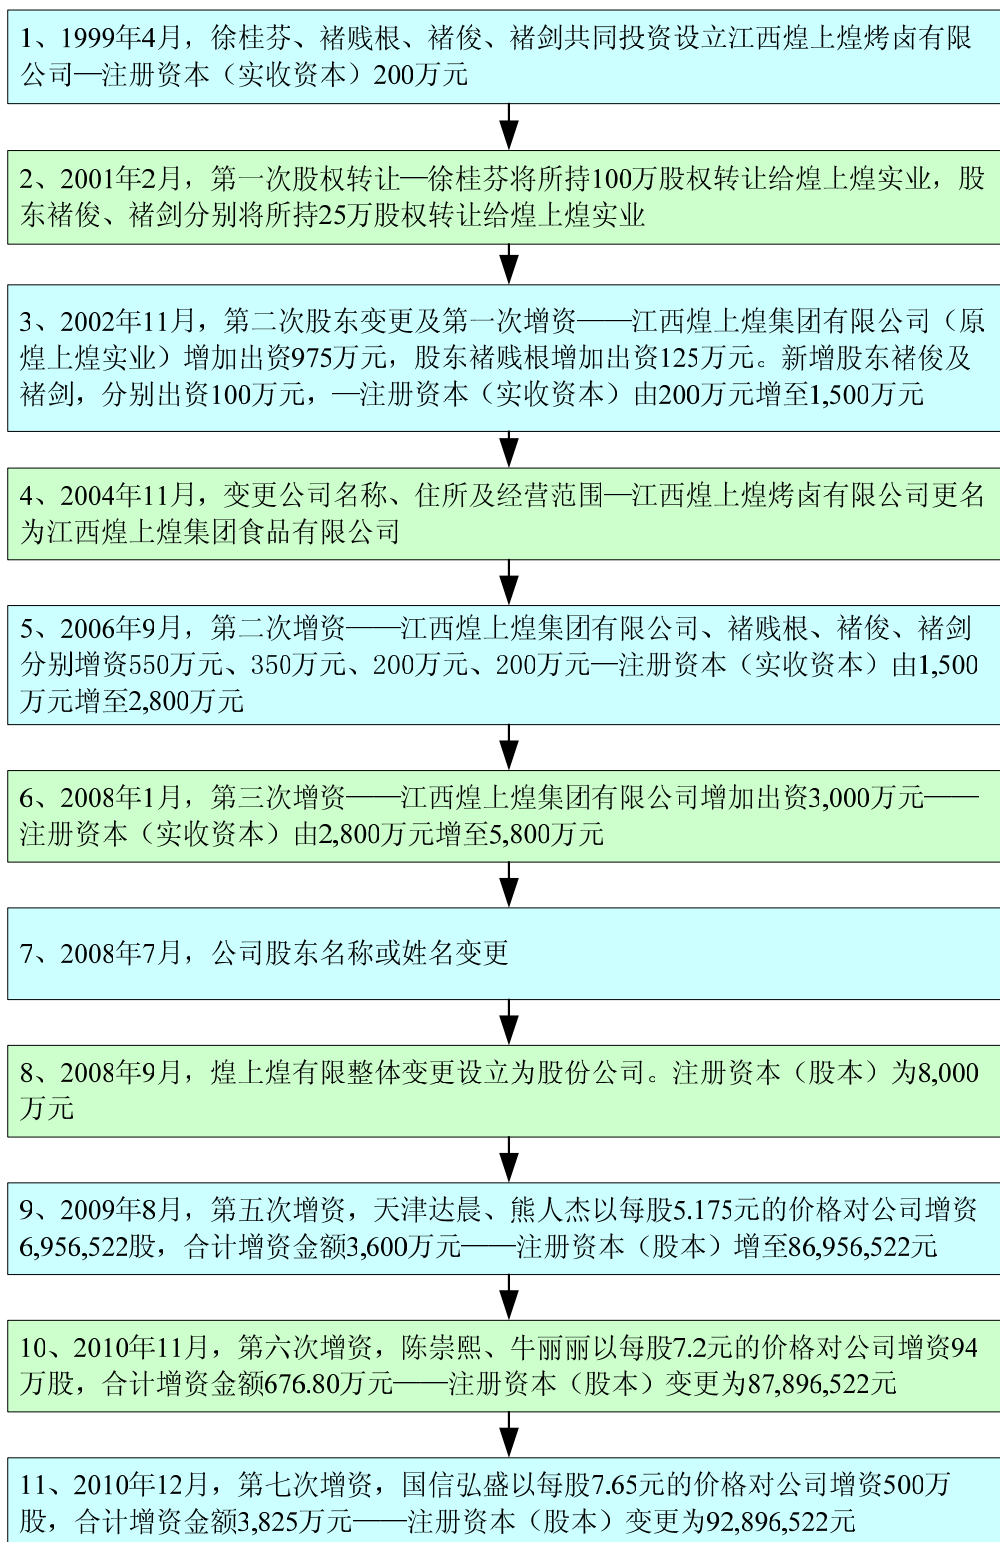 1、1999年4月，徐桂芬、褚贱根、褚俊、褚剑共同投资设立江西煌上煌烤卤有限
公司—注册资本（实收资本）200万元
2、2001年2月，第一次股权转让—徐桂芬将所持100万股权转让给煌上煌实业，股
东褚俊、褚剑分别将所持25万股权转让给煌上煌实业
3、2002年11月，第二次股东变更及第一次增资——江西煌上煌集团有限公司（原
煌上煌实业）增加出资975万元，股东褚贱根增加出资125万元。新增股东褚俊及
褚剑，分别出资100万元，—注册资本（实收资本）由200万元增至1,500万元
4、2004年11月，变更公司名称、住所及经营范围—江西煌上煌烤卤有限公司更名
为江西煌上煌集团食品有限公司
5、2006年9月，第二次增资——江西煌上煌集团有限公司、褚贱根、褚俊、褚剑
分别增资550万元、350万元、200万元、200万元—注册资本（实收资本）由1,500
万元增至2,800万元
6、2008年1月，第三次增资——江西煌上煌集团有限公司增加出资3,000万元——
注册资本（实收资本）由2,800万元增至5,800万元
7、2008年7月，公司股东名称或姓名变更
8、2008年9月，煌上煌有限整体变更设立为股份公司。注册资本（股本）为8,000
万元
9、2009年8月，第五次增资，天津达晨、熊人杰以每股5.175元的价格对公司增资
6,956,522股，合计增资金额3,600万元——注册资本（股本）增至86,956,522元
10、2010年11月，第六次增资，陈崇熙、牛丽丽以每股7.2元的价格对公司增资94
万股，合计增资金额676.80万元——注册资本（股本）变更为87,896,522元
11、2010年12月，第七次增资，国信弘盛以每股7.65元的价格对公司增资500万
股，合计增资金额3,825万元——注册资本（股本）变更为92,896,522元